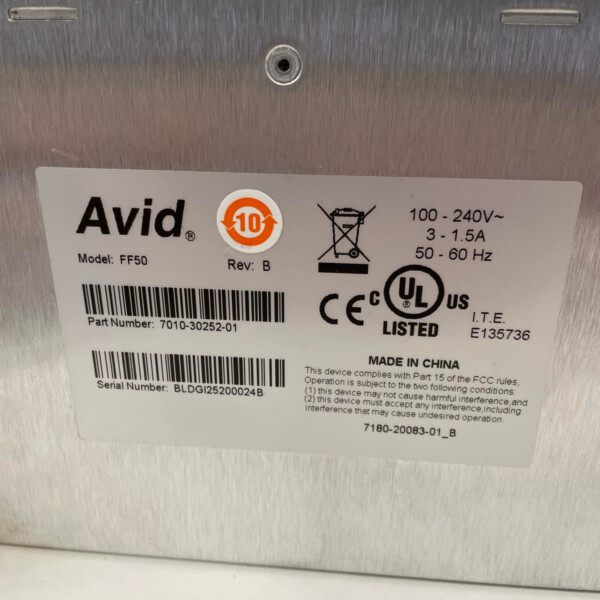 Avid®
10
Model: FF50
Rev: B
Part Number: 7010-30252-01
Serial Number: BLDGI25200024B
100 - 240V~
3 - 1.5A
50 - 60 Hz
CE
C UL ® US
LISTED
I.T.E.
E135736
MADE IN CHINA
This device complies with Part 15 of the FCC rules,
Operation is subject to the two following conditions:
(1) this device may not cause harmful interference,and
(2) this device must accept any interference,including
interference that may cause undesired operation.
7180-20083-01_B